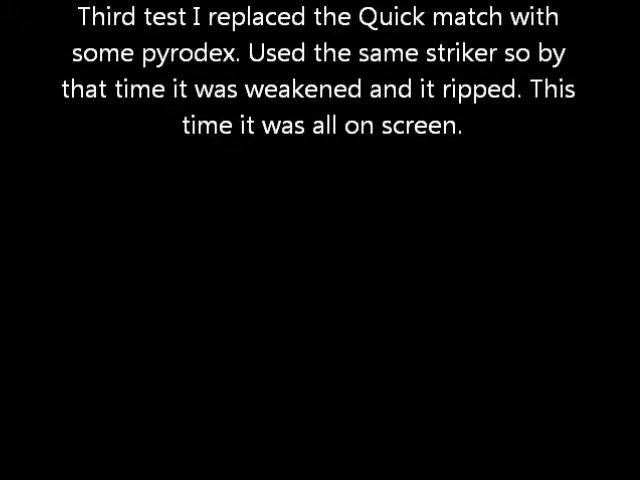 Third test I replaced the Quick match with
some pyrodex. Used the same striker so by
that time it was weakened and it ripped. This
time it was all on screen.